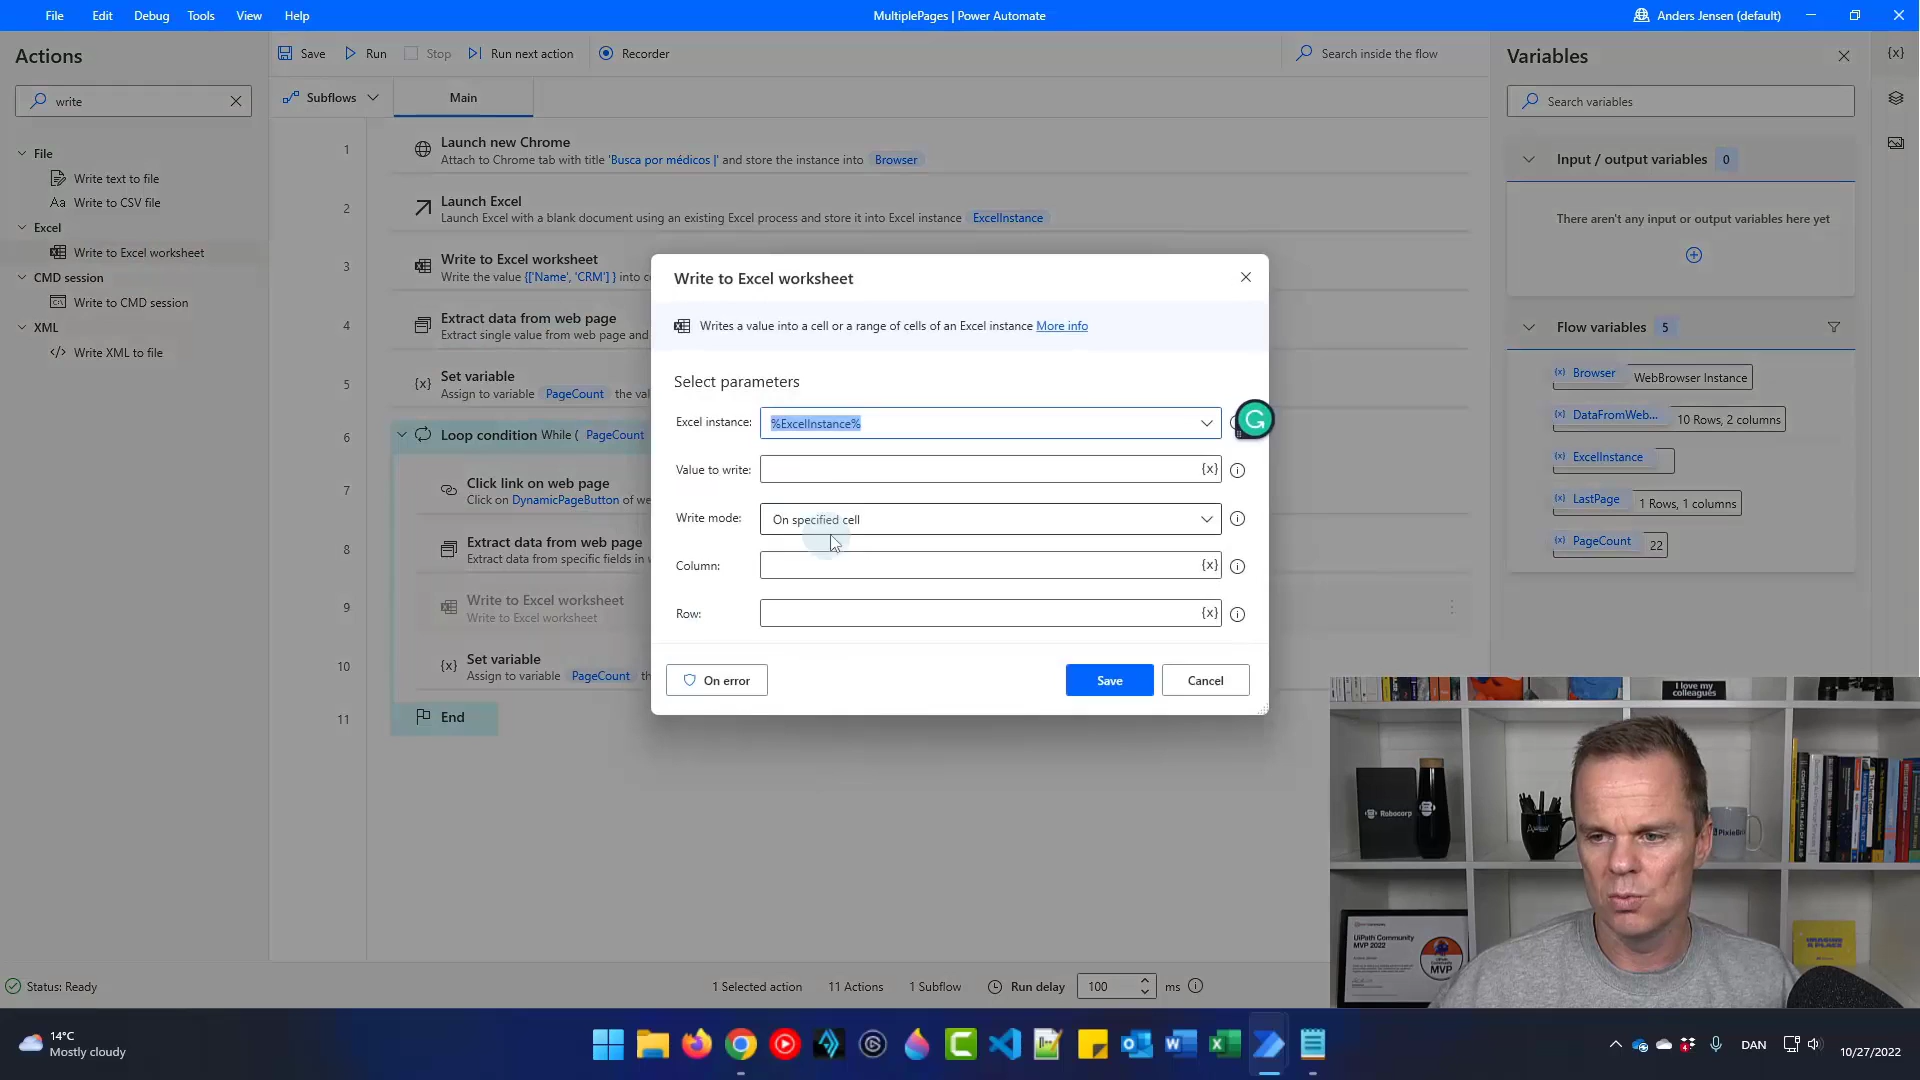 File Edit Debug Tools View Help
MultiplePages | Power Automate
Anders Jensen (default)
Actions
write
File
Write text to file
Write to CSV file
Excel
Write to Excel worksheet
CMD session
Write to CMD session
XML
Write XML to file
Save Run Stop Run next action Recorder
Search inside the flow
Subflows Main
1 Launch new Chrome
Attach to Chrome tab with title 'Busca por médicos |' and store the instance into Browser
2 Launch Excel
Launch Excel with a blank document using an existing Excel process and store it into Excel instance ExcelInstance
3 Write to Excel worksheet
Write the value {['Name', 'CRM'] } into
4 Extract data from web page
Extract single value from web page and
5 Set variable
Assign to variable PageCount the
6 Loop condition While ( PageCount
7 Click link on web page
Click on DynamicPageButton of
8 Extract data from web page
Extract data from specific fields in
9 Write to Excel worksheet
Write to Excel worksheet
10 Set variable
Assign to variable PageCount
11 End
Write to Excel worksheet
Writes a value into a cell or a range of cells of an Excel instance More info
Select parameters
Excel instance: %ExcelInstance%
Value to write: {x}
Write mode: On specified cell
Column: {x}
Row: {x}
On error Save Cancel
Variables
{x}
Search variables
Input / output variables 0
There aren't any input or output variables here yet
Flow variables 5
Browser WebBrowser Instance
DataFromWeb... 10 Rows, 2 columns
ExcelInstance
LastPage 1 Rows, 1 columns
PageCount 22
I love my
colleagues
Robocorp
PixieBri
UiPath Community
MVP 2022
MVP
Status: Ready
1 Selected action 11 Actions 1 Subflow Run delay 100 ms
14°C
Mostly cloudy
DAN
10/27/2022